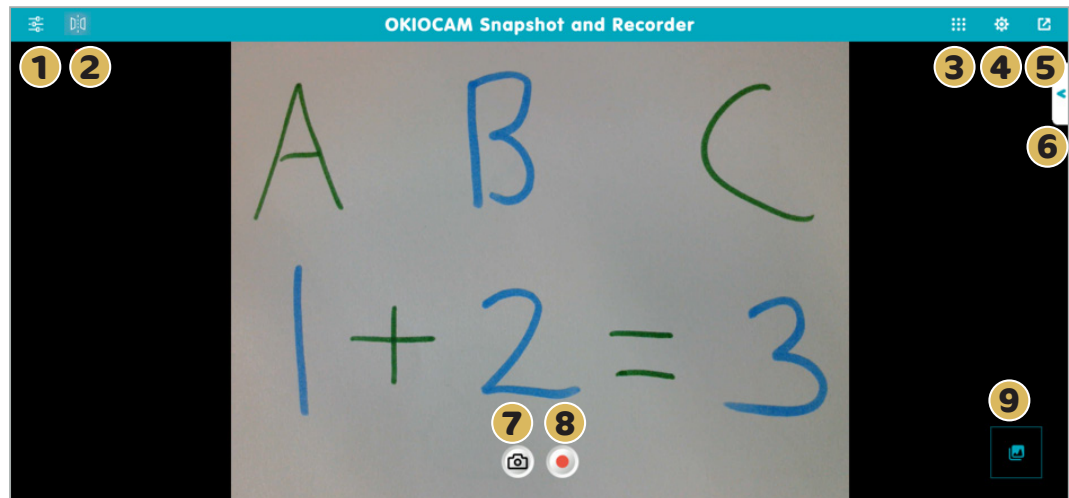 OKIOCAM Snapshot and Recorder
1 2 3 4 5
6
A B C
1 + 2 = 3
7 8
9